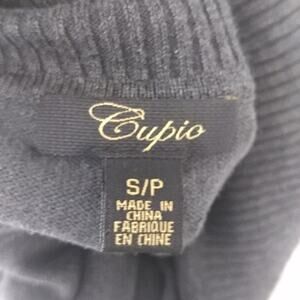 Cupio
S/P
MADE IN
CHINA
FABRIQUE
EN CHINE